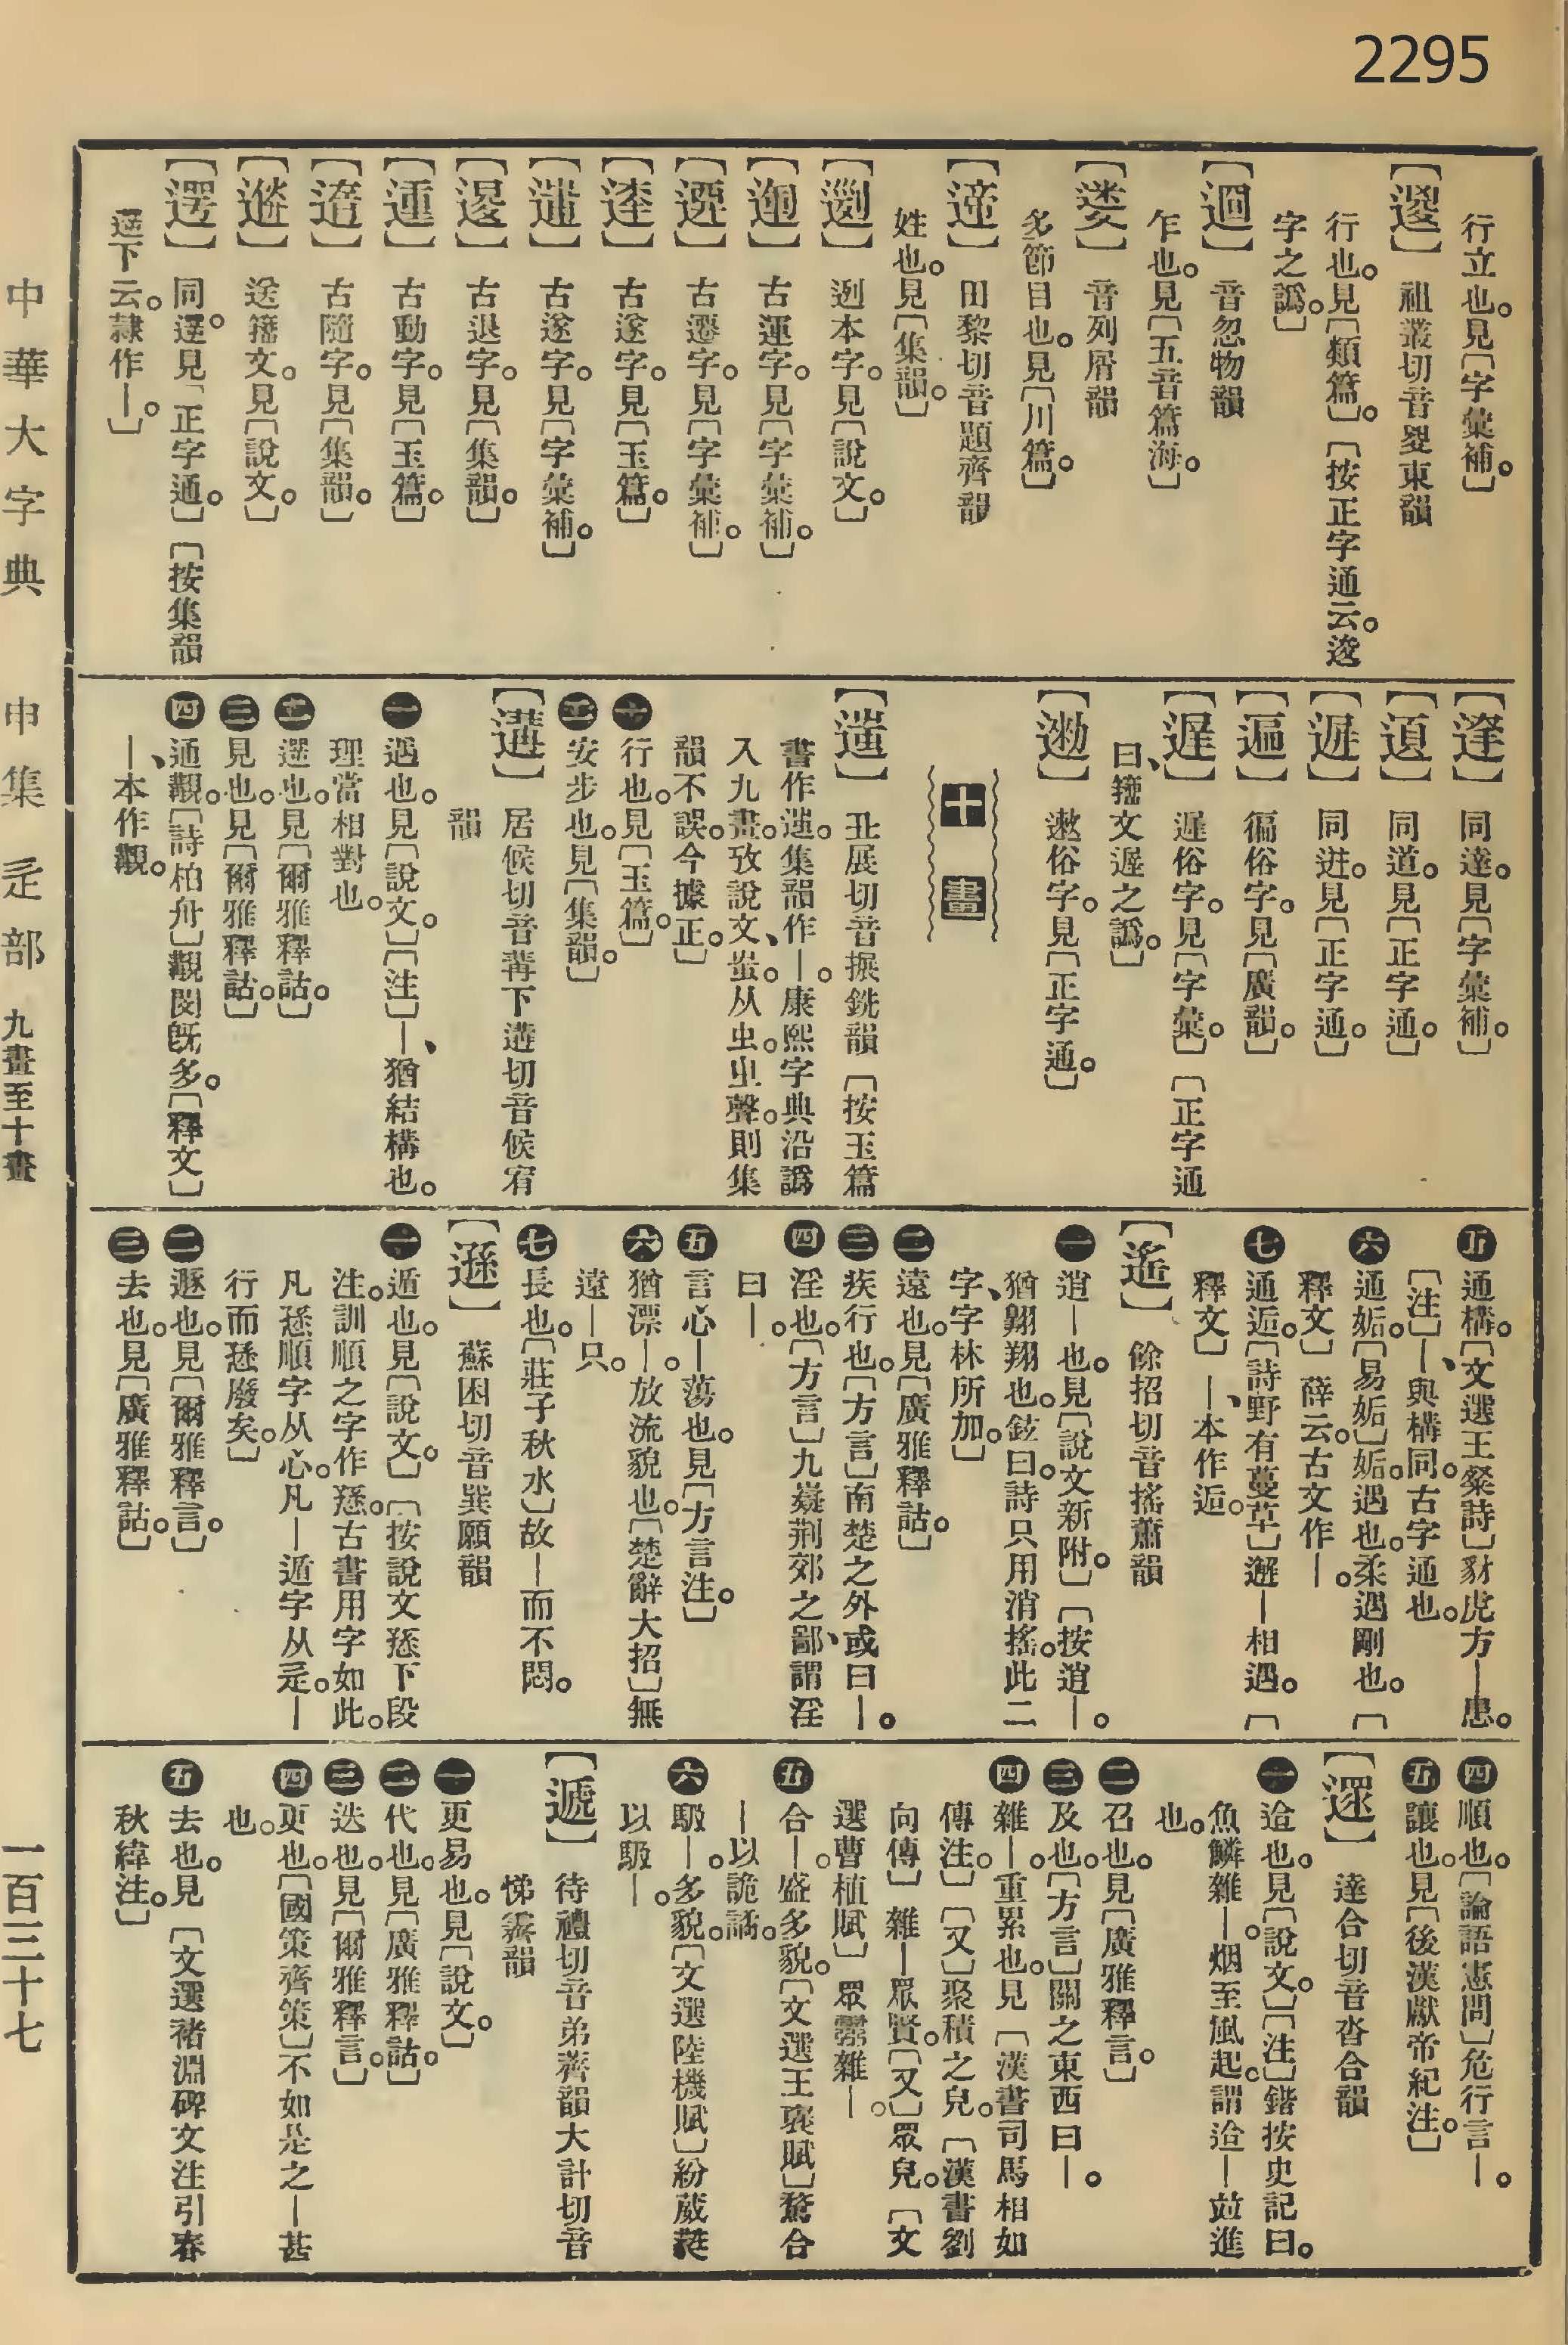 2295
行立也。見〔字彙補。〕
【𨖁】祖叢切音㚇東韻
行也。見〔類篇。〕〔按正字通云。逡
字之譌。〕
【迴】音忽物韻
乍也。見〔五音篇海。〕
音列屑韻
多節目也。見〔川篇。〕
【遆】田黎切音題齊韻
姓也。見〔集韻。〕
迾本字。見〔說文。〕
古運字。見〔字彙補。〕
古遷字。見〔字彙補。〕
古遂字。見〔玉篇。〕
古遂字。見〔字彙補。〕
古退字。見〔集韻。〕
古動字。見〔玉篇。〕
古隨字。見〔集韻。〕
送籀文。見〔說文。〕
同遻。見〔正字通。〕〔按集韻
遻下云。隸作—。〕
同達。見〔字彙補。〕
同道。見〔正字通。〕
同逬。見〔正字通。〕
徧俗字。見〔廣韻。〕
【遅】遲俗字。見〔字彙。〕〔正字通
曰、籀文遟之譌。〕
遬俗字。見〔正字通。〕
十畫
丑展切音搌銑韻〔按玉篇
書作𨖆。集韻作—。康熙字典沿譌
入九畫。攷說文、蚩。从虫。㞢聲。則集
韻不誤。今據正。〕
行也。見〔玉篇。〕
安步也。見〔集韻。〕
【遘】居候切音冓下遘切音候宥
韻
一 遇也。見〔說文。〕〔注〕—、猶結構也。
理當相對也。
二 遻也。見〔爾雅釋詁。〕
三 見也。見〔爾雅釋詁。〕
四 通覯。〔詩柏舟〕覯閔旣多。〔釋文〕
—、本作覯。
五 通構。〔文選王粲詩〕豺虎方—患。
〔注〕—、與構同。古字通也。
六 通姤。〔易姤〕姤。遇也。柔遇剛也。〔
釋文〕薛云。古文作—。
七 通逅。〔詩野有蔓草〕邂—相遇。〔
釋文〕—、本作逅。
【遙】餘招切音搖蕭韻
一 逍—也。見〔說文新附。〕〔按逍—。
猶翱翔也。鉉曰。詩只用消搖。此二
字、字林所加。〕
二 遠也。見〔廣雅釋詁。〕
三 疾行也。〔方言〕南楚之外或曰—。
四 淫也。〔方言〕九嶷荆郊之鄙、謂淫
曰—。
五 言心—蕩也。見〔方言注。〕
六 猶漂—。放流貌也。〔楚辭大招〕無
遠—只。
七 長也。〔莊子秋水〕故—而不悶。
【遜】蘇困切音巽願韻
一 遁也。見〔說文。〕〔按說文愻下段
注。訓順之字作愻。古書用字如此。
凡愻順字从心。凡—遁字从辵。—
行而愻廢矣。〕
二 遯也。見〔爾雅釋言。〕
三 去也。見〔廣雅釋詁。〕
四 順也。〔論語憲問〕危行言—。
五 讓也。見〔後漢獻帝紀注。〕
【遝】達合切音沓合韻
一 迨也。見〔說文。〕〔注〕鍇按史記曰。
魚鱗雜—。烟至風起。謂迨—竝進
也。
二 召也。見〔廣雅釋言。〕
三 及也。〔方言〕關之東西曰—。
四 雜—。重累也。見〔漢書司馬相如
傳注。〕〔又〕聚積之皃。〔漢書劉
向傳〕雜—眾賢。〔又〕眾皃。〔文
選曹植賦〕眾靈雜—。
五 合—。盛多貌。〔文選王襃賦〕騖合
—以詭譎。
六 馺—。多貌。〔文選陸機賦〕紛葳蕤
以馺—。
【遞】待禮切音弟薺韻大計切音
悌霽韻
一 更易也。見〔說文。〕
二 代也。見〔廣雅釋詁。〕
三 迭也。見〔爾雅釋言。〕
四 更也。〔國策齊策〕不如是之—甚
也。
五 去也。見〔文選褚淵碑文注引春
秋緯注。〕
中華大字典 申集 辵部 九畫至十畫 一百三十七